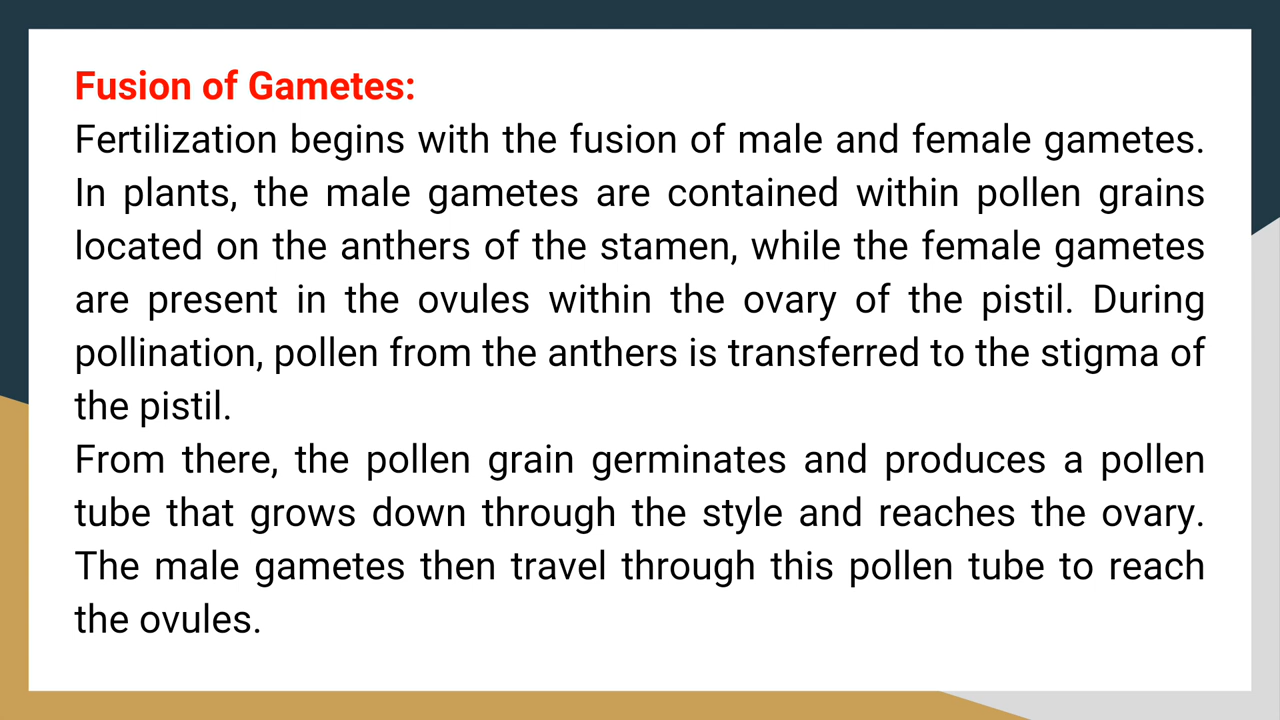 Fusion of Gametes:
Fertilization begins with the fusion of male and female gametes.
In plants, the male gametes are contained within pollen grains
located on the anthers of the stamen, while the female gametes
are present in the ovules within the ovary of the pistil. During
pollination, pollen from the anthers is transferred to the stigma of
the pistil.
From there, the pollen grain germinates and produces a pollen
tube that grows down through the style and reaches the ovary.
The male gametes then travel through this pollen tube to reach
the ovules.